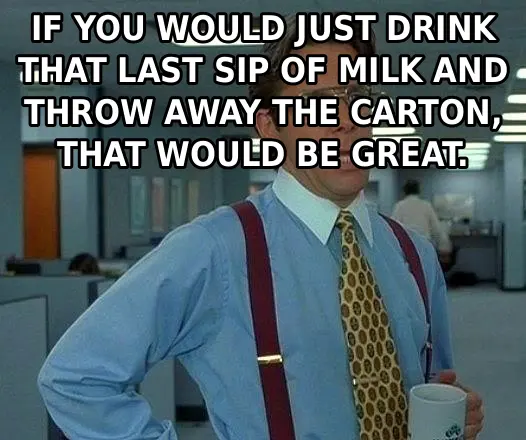 IF YOU WOULD JUST DRINK
THAT LAST SIP OF MILK AND
THROW AWAY THE CARTON,
THAT WOULD BE GREAT.